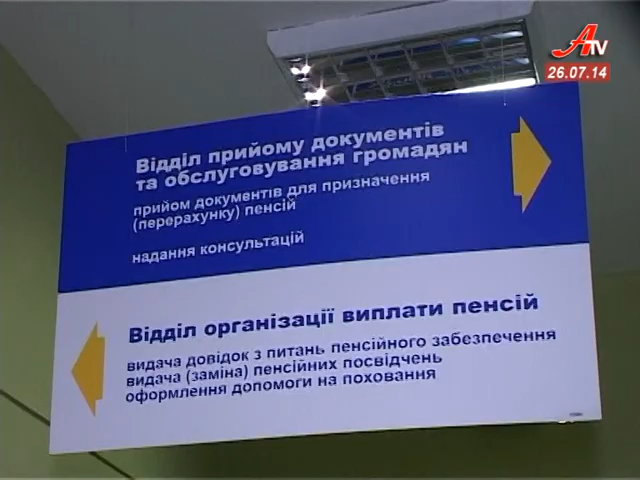 ATV
26.07.14
Відділ прийому документів
та обслуговування громадян
прийом документів для призначення
(перерахунку) пенсій
надання консультацій
Відділ організації виплати пенсій
видача довідок з питань пенсійного забезпечення
видача (заміна) пенсійних посвідчень
оформлення допомоги на поховання